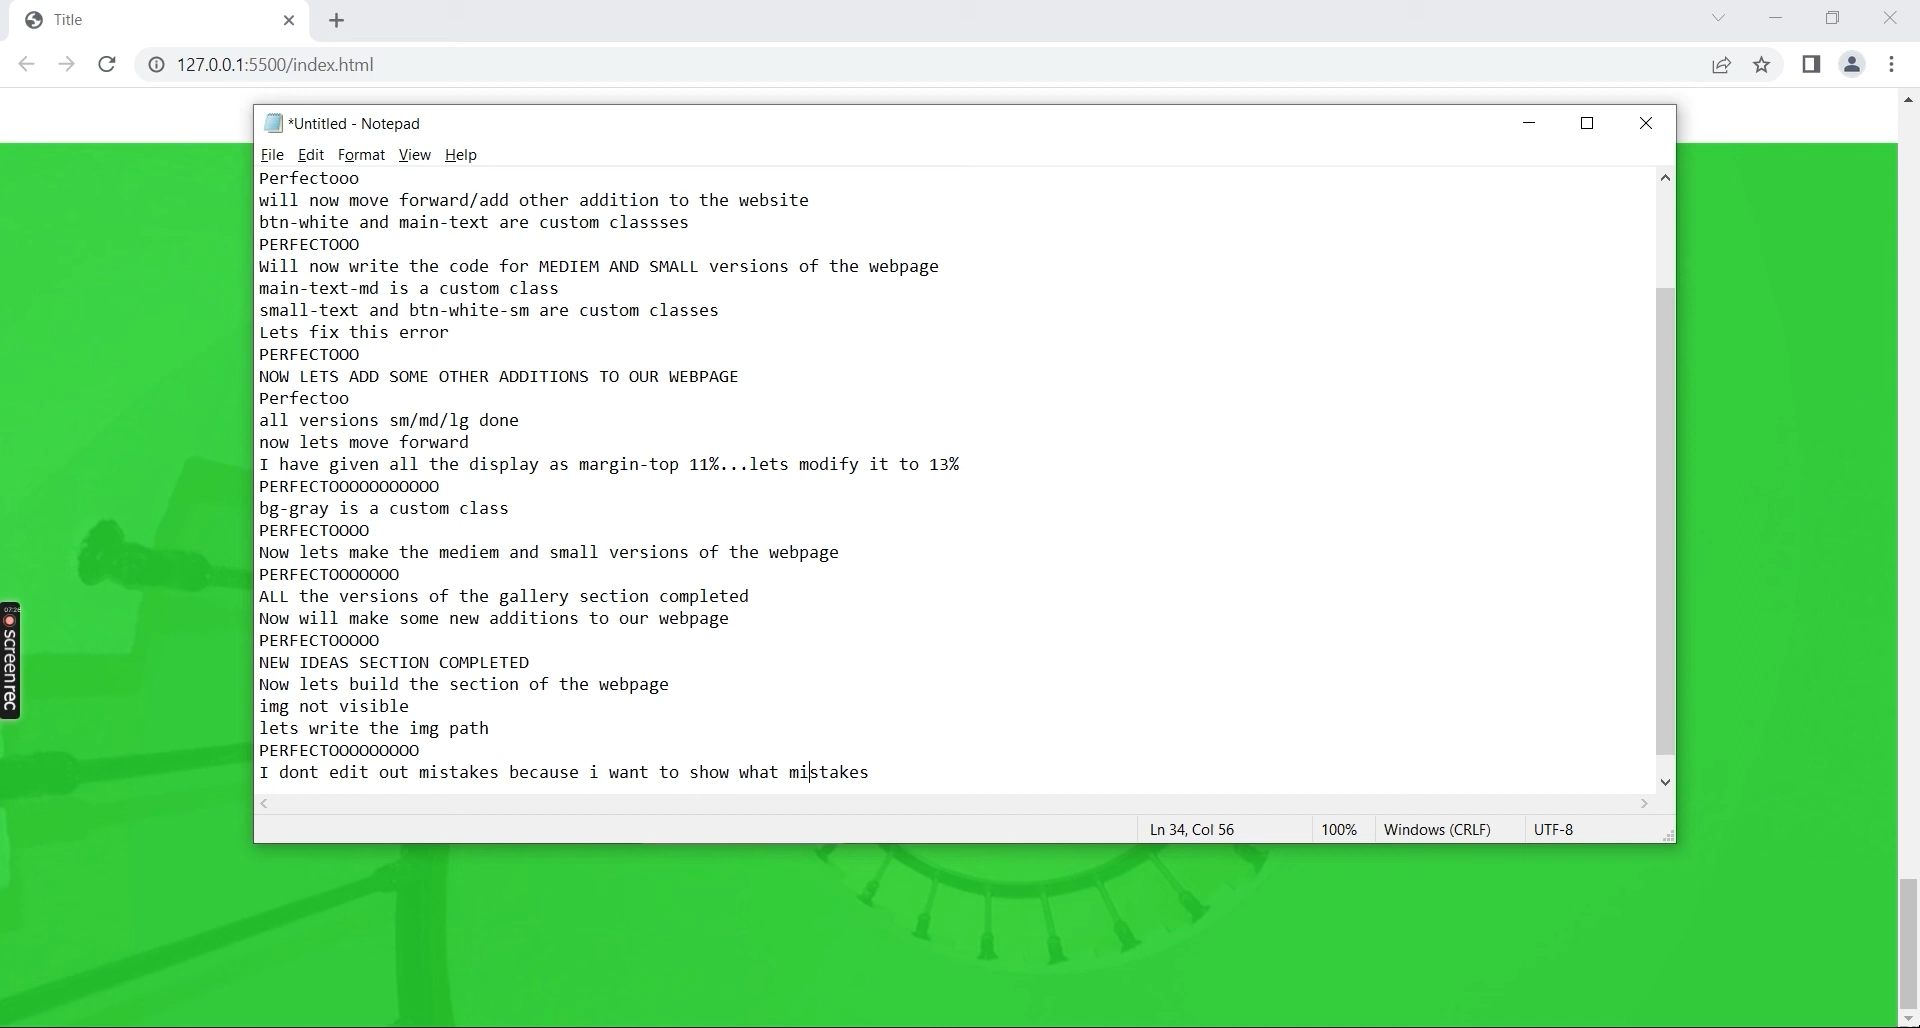 Title
127.0.0.1:5500/index.html
*Untitled - Notepad
File Edit Format View Help
Perfectooo
will now move forward/add other addition to the website
btn-white and main-text are custom classses
PERFECTOOO
Will now write the code for MEDIEM AND SMALL versions of the webpage
main-text-md is a custom class
small-text and btn-white-sm are custom classes
Lets fix this error
PERFECTOOO
NOW LETS ADD SOME OTHER ADDITIONS TO OUR WEBPAGE
Perfectoo
all versions sm/md/lg done
now lets move forward
I have given all the display as margin-top 11%...lets modify it to 13%
PERFECTOOOOOOOOOOO
bg-gray is a custom class
PERFECTOOOO
Now lets make the mediem and small versions of the webpage
PERFECTOOOOOOO
ALL the versions of the gallery section completed
Now will make some new additions to our webpage
PERFECTOOOOO
NEW IDEAS SECTION COMPLETED
Now lets build the section of the webpage
img not visible
lets write the img path
PERFECTOOOOOOOOO
I dont edit out mistakes because i want to show what mistakes
Ln 34, Col 56 100% Windows (CRLF) UTF-8
screenrec